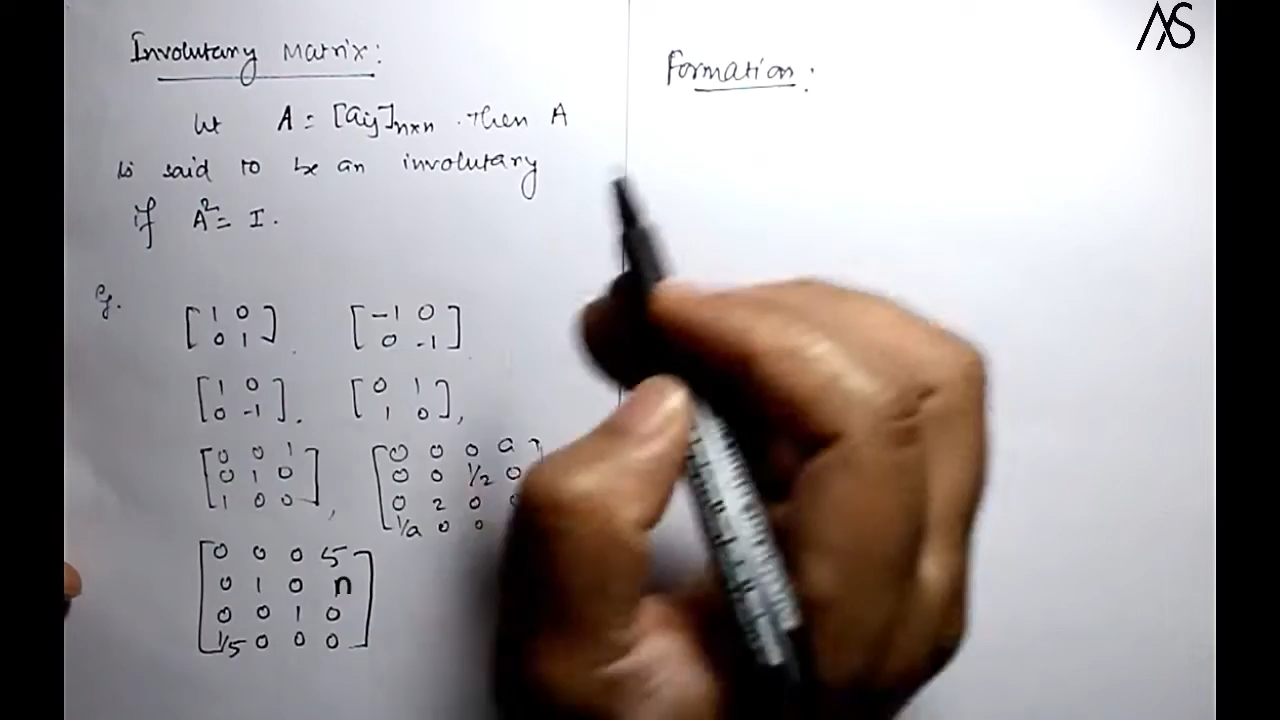 Involutary Matrix:
Let A = [aij]n×n . Then A
is said to be an involutary
if A² = I.
eg.
[1 0
0 1] . [-1 0
0 -1]
[1 0
0 -1] . [0 1
1 0] ,
[0 0 1
0 1 0
1 0 0] , [0 0 0 a
0 0 1/2 0
0 2 0
1/a 0 0
[0 0 0 5
0 1 0 n
0 0 1 0
1/5 0 0 0]
Formation:
NS